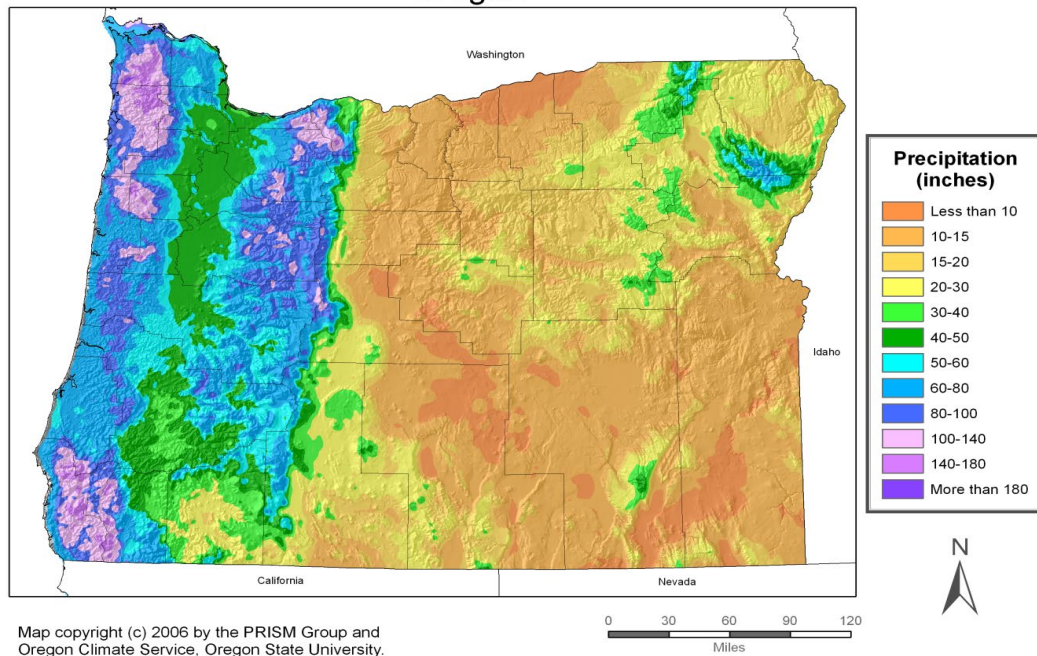 Washington
Idaho
California
Nevada
Precipitation
(inches)
Less than 10
10-15
15-20
20-30
30-40
40-50
50-60
60-80
80-100
100-140
140-180
More than 180
N
0 30 60 90 120
Miles
Map copyright (c) 2006 by the PRISM Group and
Oregon Climate Service, Oregon State University.